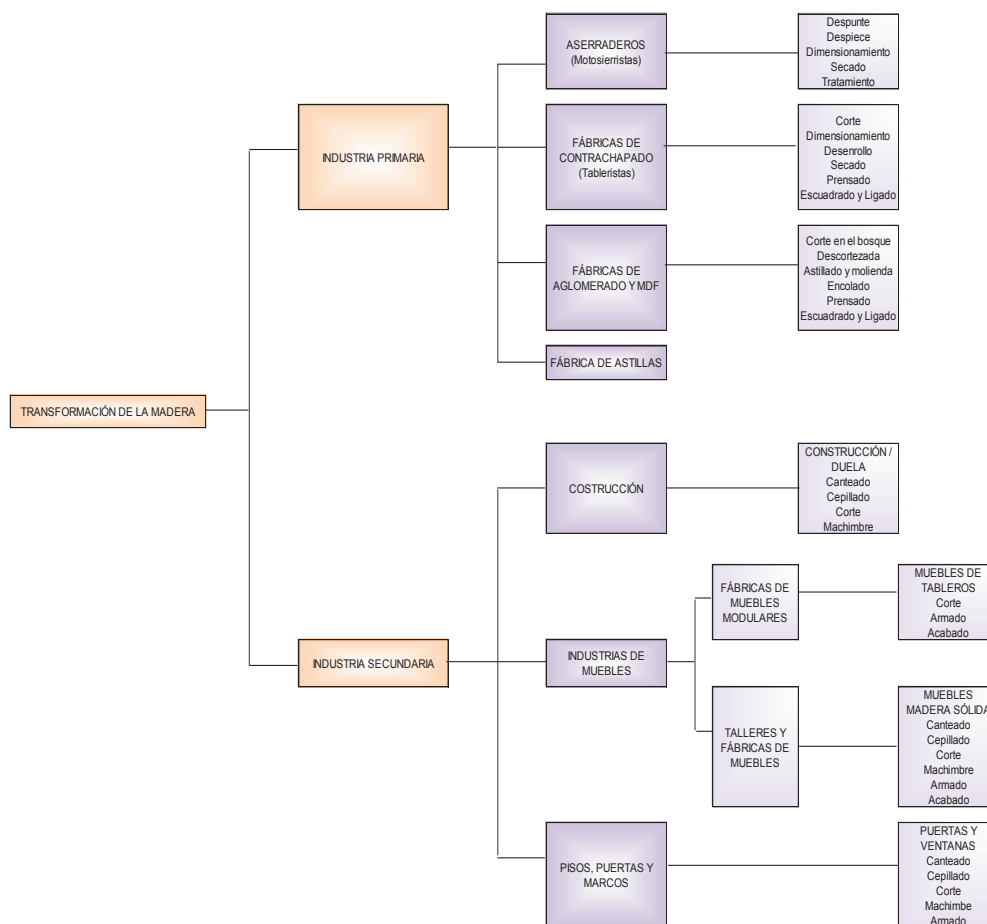 TRANSFORMACIÓN DE LA MADERA
INDUSTRIA PRIMARIA
ASERRADEROS
(Motosierristas)
Despunte
Despiece
Dimensionamiento
Secado
Tratamiento
FÁBRICAS DE
CONTRACHAPADO
(Tableristas)
Corte
Dimensionamiento
Desenrollo
Secado
Prensado
Escuadrado y Ligado
FÁBRICAS DE
AGLOMERADO Y MDF
Corte en el bosque
Descortezada
Astillado y molienda
Encolado
Prensado
Escuadrado y Ligado
FÁBRICA DE ASTILLAS
INDUSTRIA SECUNDARIA
COSTRUCCIÓN
CONSTRUCCIÓN /
DUELA
Canteado
Cepillado
Corte
Machimbre
INDUSTRIAS DE
MUEBLES
FÁBRICAS DE
MUEBLES
MODULARES
MUEBLES DE
TABLEROS
Corte
Armado
Acabado
TALLERES Y
FÁBRICAS DE
MUEBLES
MUEBLES
MADERA SÓLIDA
Canteado
Cepillado
Corte
Machimbre
Armado
Acabado
PISOS, PUERTAS Y
MARCOS
PUERTAS Y
VENTANAS
Canteado
Cepillado
Corte
Machimbe
Armado